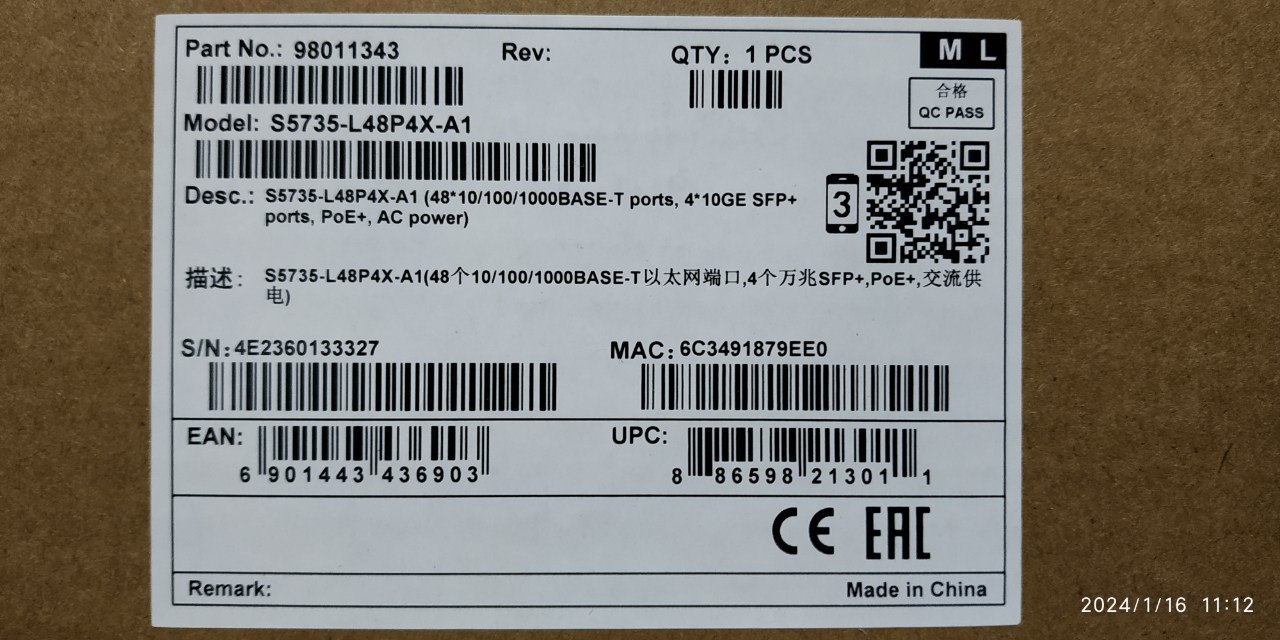 Part No.: 98011343 Rev: QTY: 1 PCS M L
合格
QC PASS
Model: S5735-L48P4X-A1
Desc.: S5735-L48P4X-A1 (48*10/100/1000BASE-T ports, 4*10GE SFP+
ports, PoE+, AC power)
3
描述: S5735-L48P4X-A1(48个10/100/1000BASE-T以太网端口,4个万兆SFP+,PoE+,交流供
电)
S/N: 4E2360133327 MAC: 6C3491879EE0
EAN: UPC:
6 901443 436903 8 86598 21301 1
CE EAC
Remark: Made in China
2024/1/16 11:12